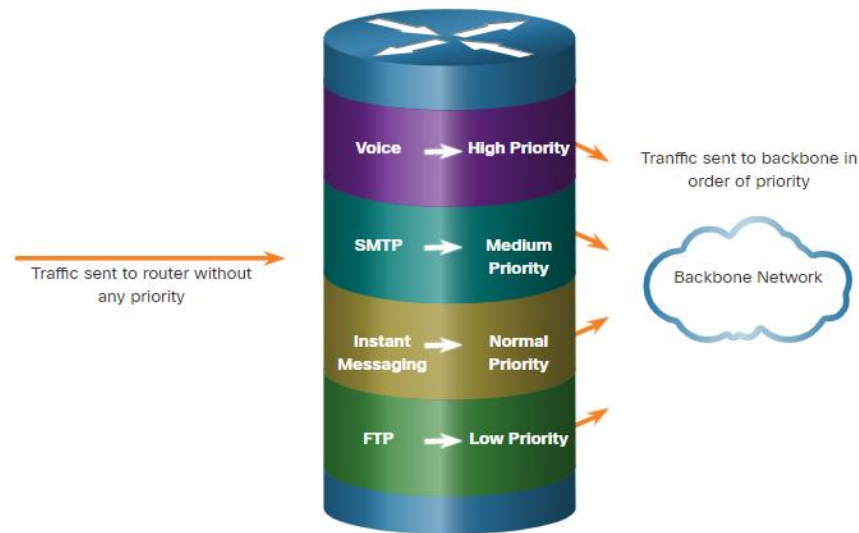 Traffic sent to router without
any priority
Voice
High Priority
SMTP
Medium
Priority
Instant
Messaging
Normal
Priority
FTP
Low Priority
Tranffic sent to backbone in
order of priority
Backbone Network